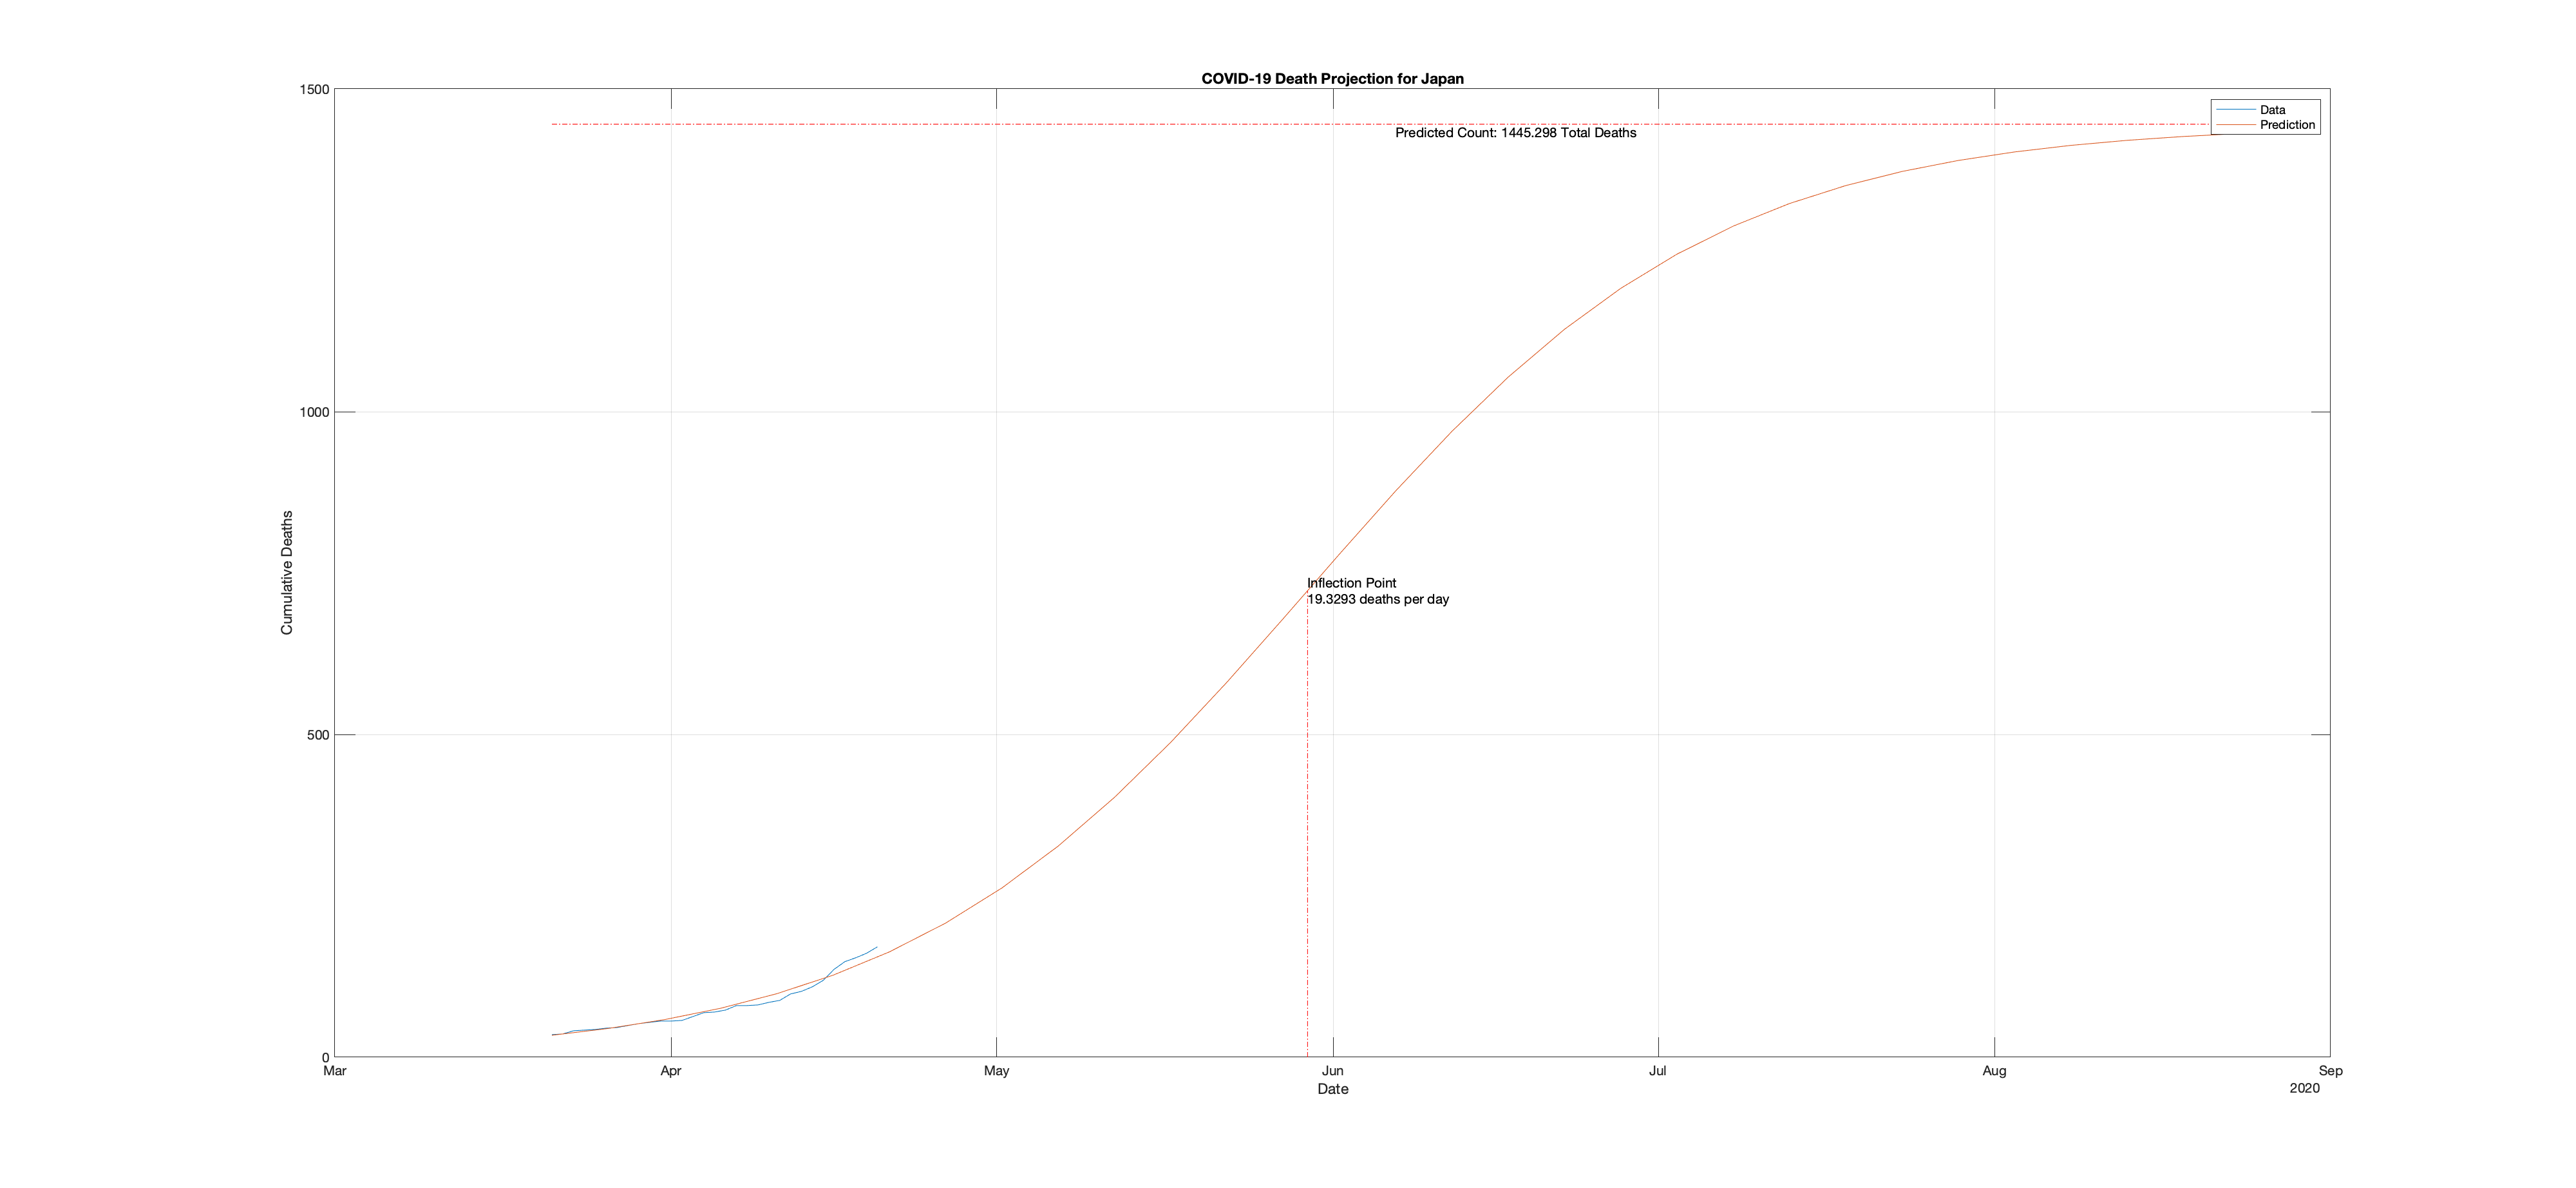 COVID-19 Death Projection for Japan
1500
Data
Prediction
Predicted Count: 1445.298 Total Deaths
1000
Cumulative Deaths
Inflection Point
19.3293 deaths per day
500
0
Mar Apr May Jun Jul Aug Sep
Date
2020